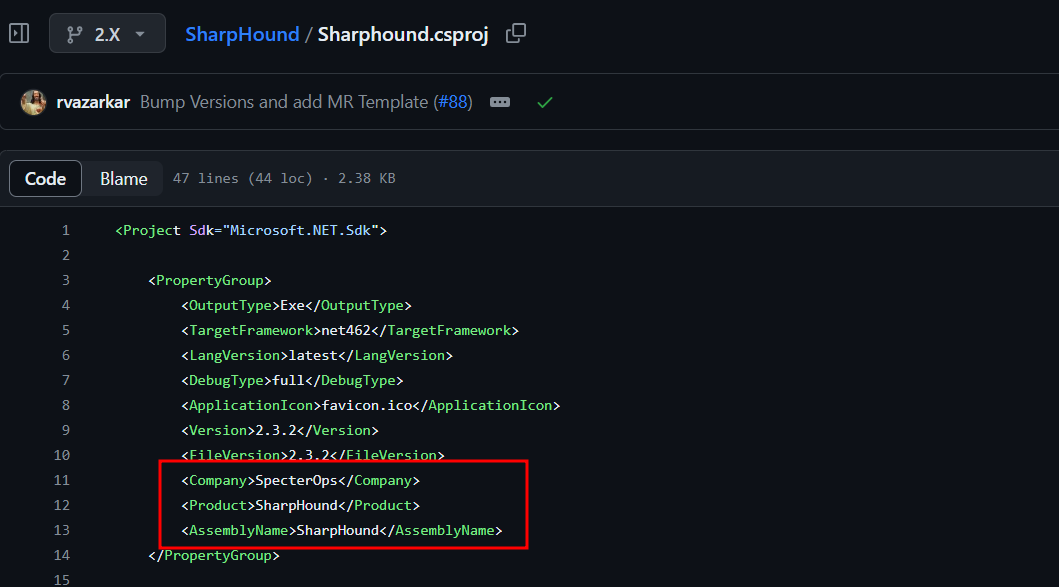 2.X SharpHound / Sharphound.csproj
rvazarkar Bump Versions and add MR Template (#88)
Code Blame 47 lines (44 loc) · 2.38 KB
1 <Project Sdk="Microsoft.NET.Sdk">
2
3 <PropertyGroup>
4 <OutputType>Exe</OutputType>
5 <TargetFramework>net462</TargetFramework>
6 <LangVersion>latest</LangVersion>
7 <DebugType>full</DebugType>
8 <ApplicationIcon>favicon.ico</ApplicationIcon>
9 <Version>2.3.2</Version>
10 <FileVersion>2.3.2</FileVersion>
11 <Company>SpecterOps</Company>
12 <Product>SharpHound</Product>
13 <AssemblyName>SharpHound</AssemblyName>
14 </PropertyGroup>
15